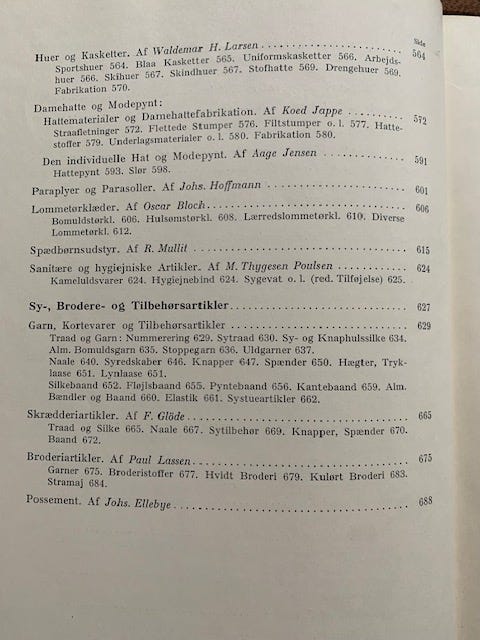 Side
Huer og Kasketter. Af Waldemar H. Larsen 564
Sportshuer 564. Blaa Kasketter 565. Uniformskasketter 566. Arbejds-
huer 566. Skihuer 567. Skindhuer 567. Stofhatte 569. Drengehuer 569.
Fabrikation 570.
Damehatte og Modepynt:
Hattematerialer og Damehattefabrikation. Af Koed Jappe 572
Straafletninger 572. Flettede Stumper 576. Filtstumper o. l. 577. Hatte-
stoffer 579. Underlagsmaterialer o. l. 580. Fabrikation 580.
Den individuelle Hat og Modepynt. Af Aage Jensen 591
Hattepynt 593. Slør 598.
Paraplyer og Parasoller. Af Johs. Hoffmann 601
Lommetørklæder. Af Oscar Bloch 606
Bomuldstørkl. 606. Hulsømstørkl. 608. Lærredslommetørkl. 610. Diverse
Lommetørkl. 612.
Spædbørnsudstyr. Af R. Mullit 615
Sanitære og hygiejniske Artikler. Af M. Thygesen Poulsen 624
Kameluldsvarer 624. Hygiejnebind 624. Sygevat o. l. (red. Tilføjelse) 625.
Sy-, Brodere- og Tilbehørsartikler 627
Garn, Kortevarer og Tilbehørsartikler 629
Traad og Garn: Nummerering 629. Sytraad 630. Sy- og Knaphulssilke 634.
Alm. Bomuldsgarn 635. Stoppegarn 636. Uldgarner 637.
Naale 640. Syredskaber 646. Knapper 647. Spænder 650. Hægter, Tryk-
laase 651. Lynlaase 651.
Silkebaand 652. Fløjlsbaand 655. Pyntebaand 656. Kantebaand 659. Alm.
Bændler og Baand 660. Elastik 661. Systueartikler 662.
Skrædderiartikler. Af F. Glöde 665
Traad og Silke 665. Naale 667. Sytilbehør 669. Knapper, Spænder 670.
Baand 672.
Broderiartikler. Af Paul Lassen 675
Garner 675. Broderistoffer 677. Hvidt Broderi 679. Kulørt Broderi 683.
Stramaj 684.
Possement. Af Johs. Ellebye 688